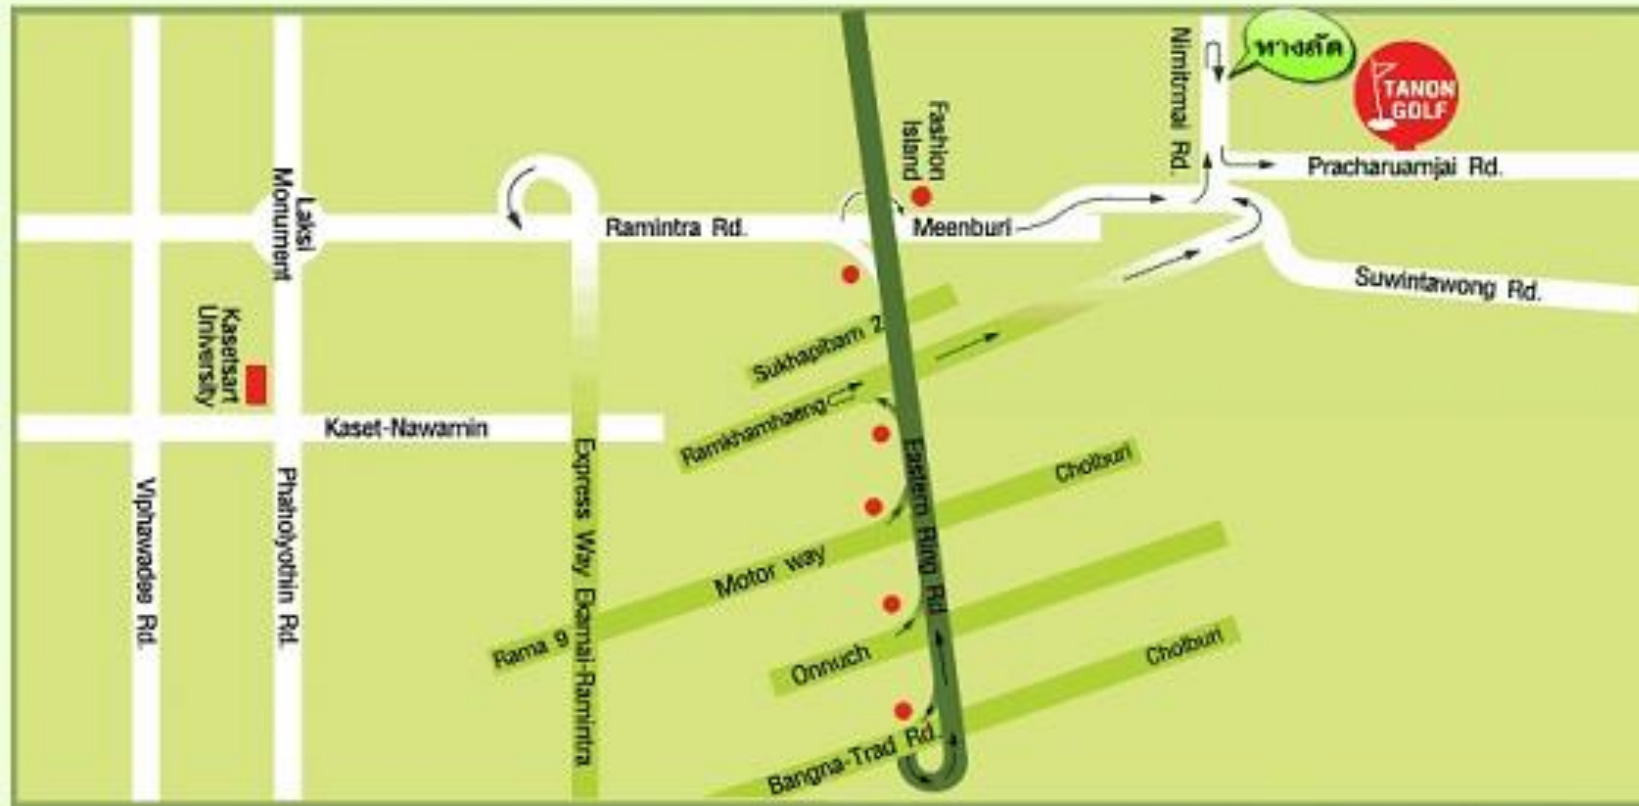 Nimitrmai Rd.
ทางลัด
TANON
GOLF
Pracharuamjai Rd.
Fashion
Island
Laksi
Monument
Ramintra Rd.
Meenburi
Suwintawong Rd.
Kasetsart
University
Sukhapibarn 2
Ramkhamhaeng
Kaset-Nawamin
Viphawadee Rd.
Phaholyothin Rd.
Express Way Ekamai-Ramintra
Eastern Ring Rd
Cholburi
Motor way
Rama 9
Onnuch
Cholburi
Bangna-Trad Rd.